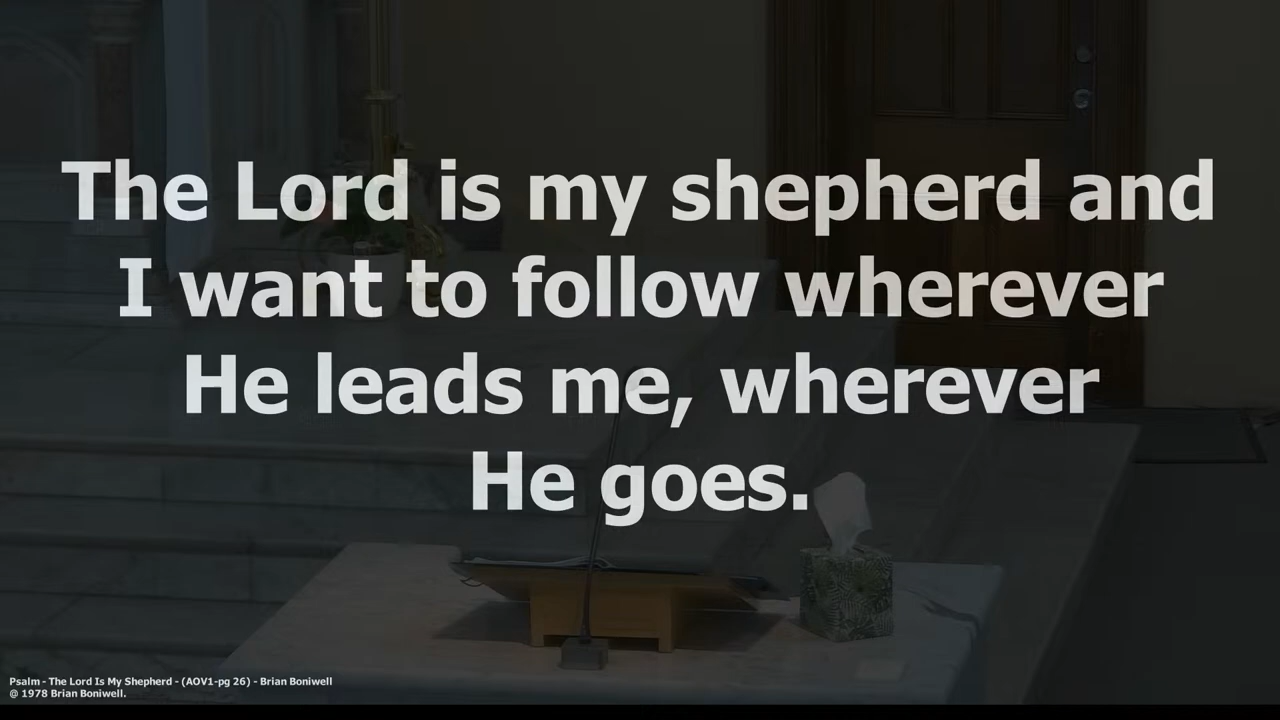 The Lord is my shepherd and
I want to follow wherever
He leads me, wherever
He goes.
Psalm - The Lord Is My Shepherd - (AOV1-pg 26) - Brian Boniwell
@ 1978 Brian Boniwell.